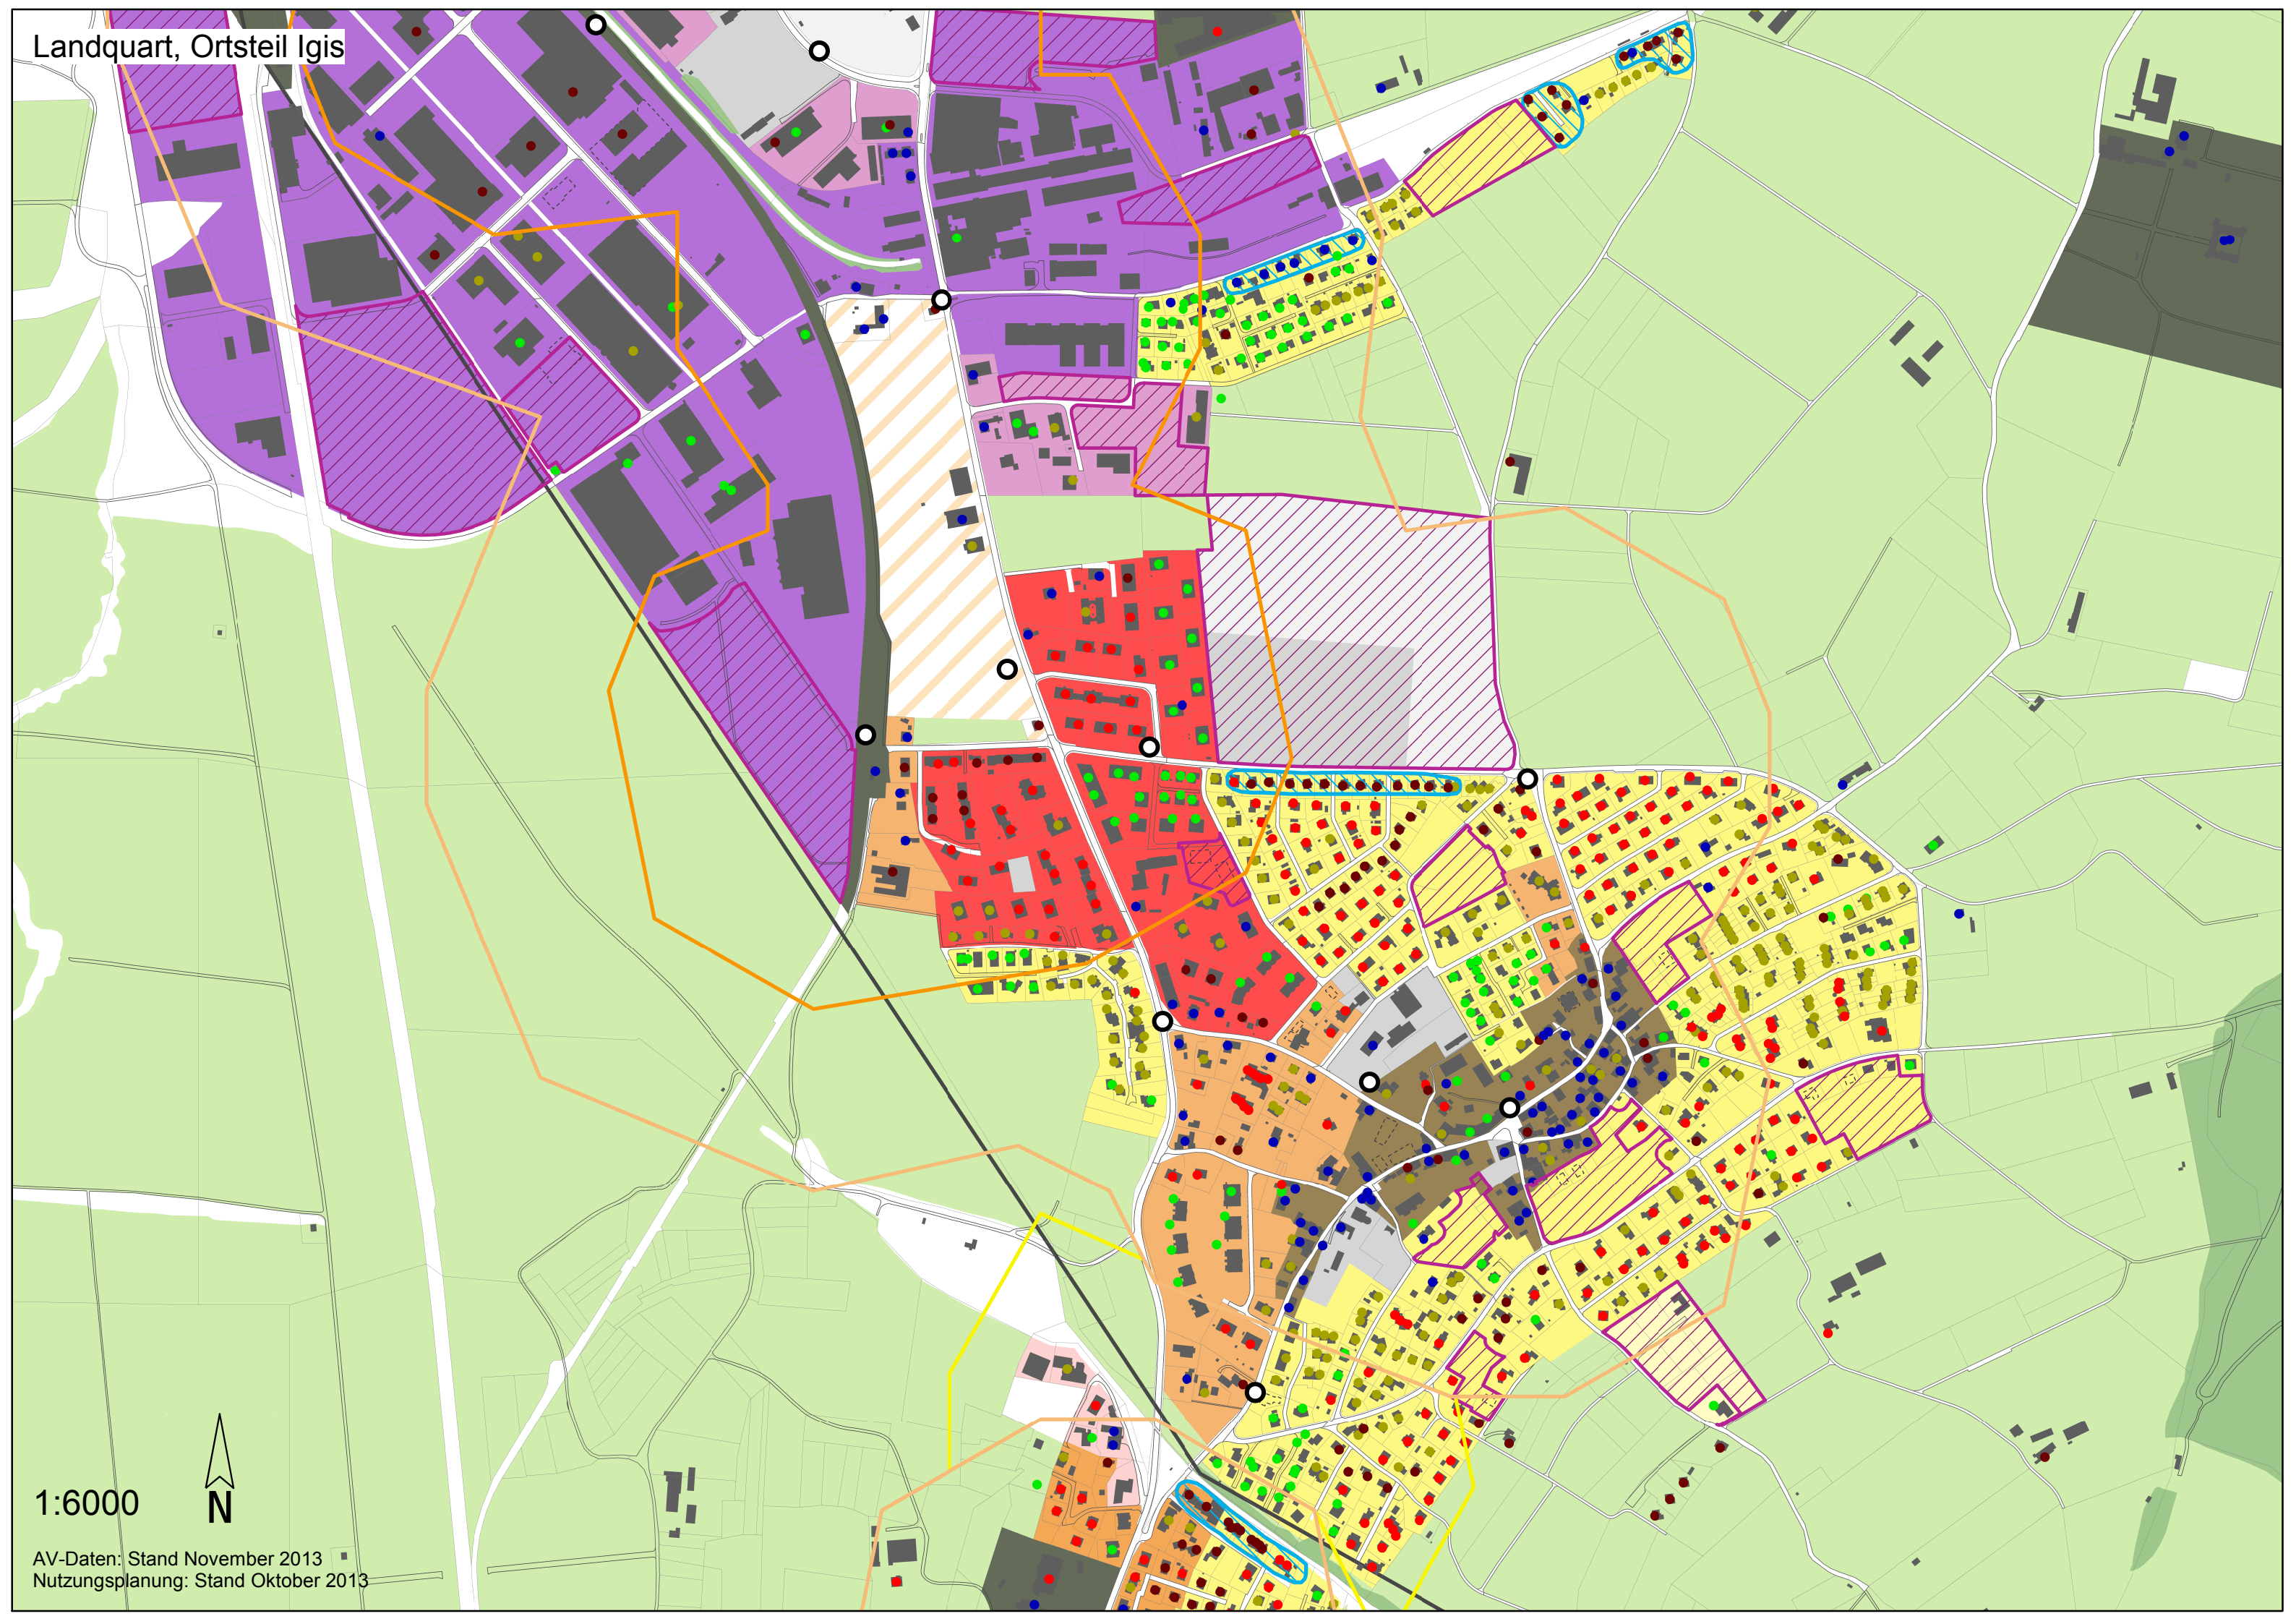 Landquart, Ortsteil Igis
1:6000
N
AV-Daten: Stand November 2013
Nutzungsplanung: Stand Oktober 2013